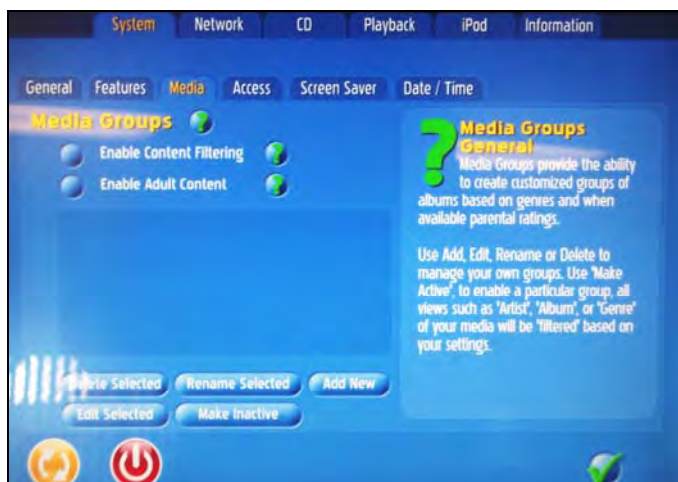 System Network CD Playback iPod Information
General Features Media Access Screen Saver Date / Time
Media Groups ?
Enable Content Filtering ?
Enable Adult Content ?
? Media Groups
General
Media Groups provide the ability
to create customized groups of
albums based on genres and when
available parental ratings.
Use Add, Edit, Rename or Delete to
manage your own groups. Use 'Make
Active', to enable a particular group, all
views such as 'Artist', 'Album', or 'Genre'
of your media will be 'filtered' based on
your settings.
Delete Selected Rename Selected Add New
Edit Selected Make Inactive